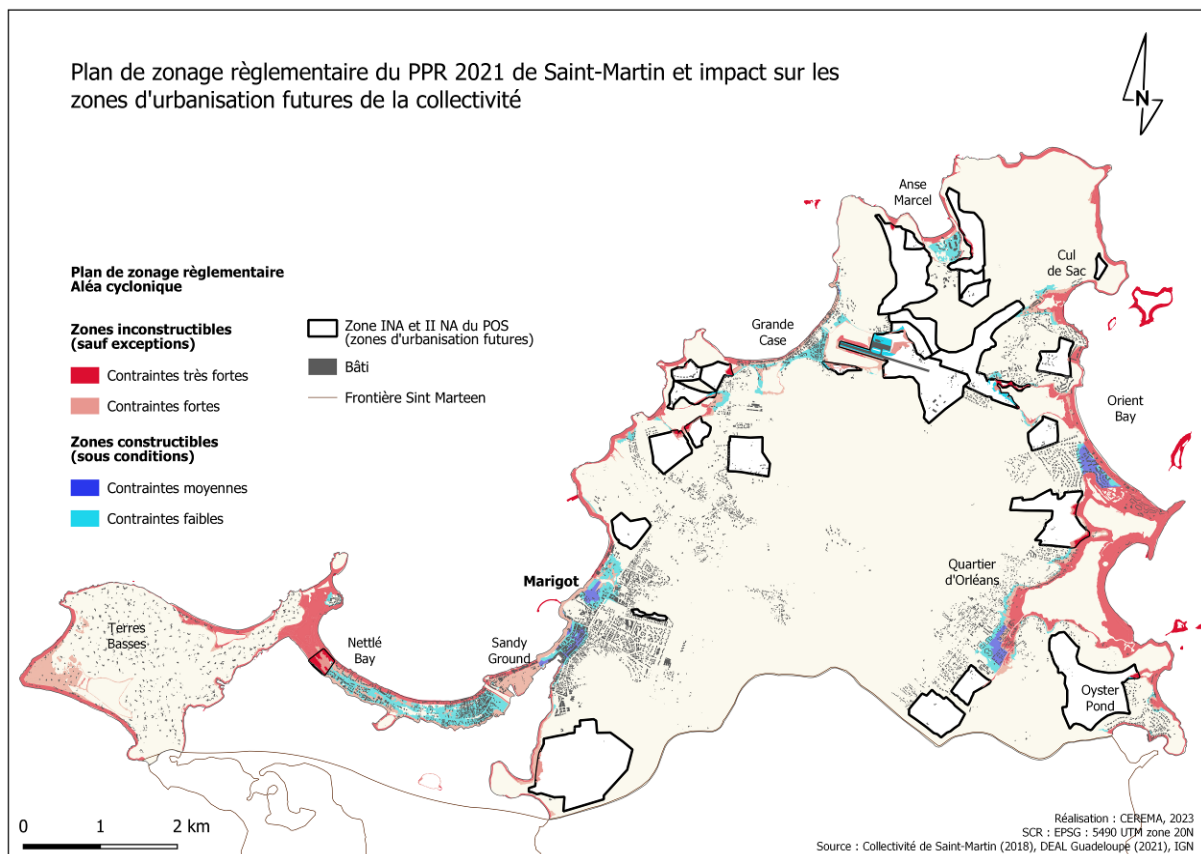 Plan de zonage règlementaire du PPR 2021 de Saint-Martin et impact sur les
zones d'urbanisation futures de la collectivité
N
Plan de zonage règlementaire
Aléa cyclonique
Zones inconstructibles
(sauf exceptions)
Contraintes très fortes
Contraintes fortes
Zones constructibles
(sous conditions)
Contraintes moyennes
Contraintes faibles
Zone INA et II NA du POS
(zones d'urbanisation futures)
Bâti
Frontière Sint Marteen
Anse
Marcel
Cul
de Sac
Grande
Case
Orient
Bay
Marigot
Quartier
d'Orléans
Terres
Basses
Nettlé
Bay
Sandy
Ground
Oyster
Pond
0 1 2 km
Réalisation : CEREMA, 2023
SCR : EPSG : 5490 UTM zone 20N
Source : Collectivité de Saint-Martin (2018), DEAL Guadeloupe (2021), IGN